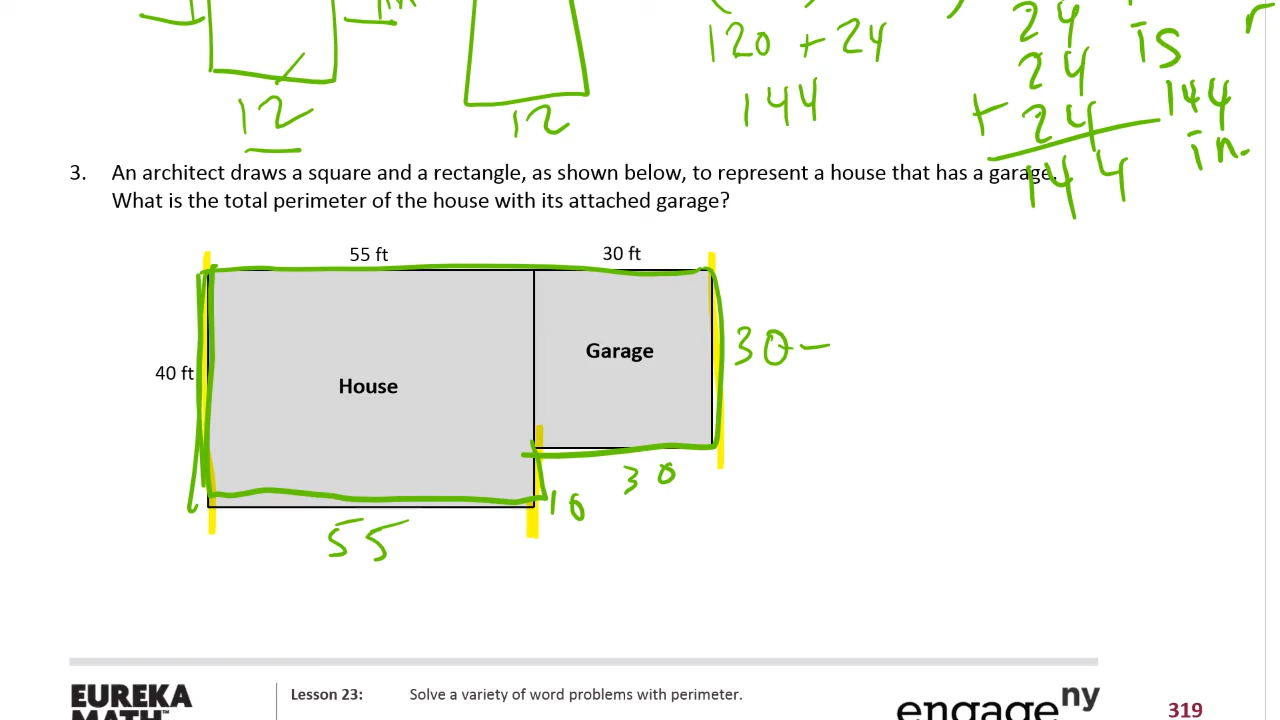 24
24
+ 24
144
is
144
in.
120 + 24
144
12
12
3. An architect draws a square and a rectangle, as shown below, to represent a house that has a garage.
What is the total perimeter of the house with its attached garage?
55 ft 30 ft
40 ft
House
Garage
30 -
30
10
55
EUREKA
MATH™
Lesson 23: Solve a variety of word problems with perimeter.
engage ny
319